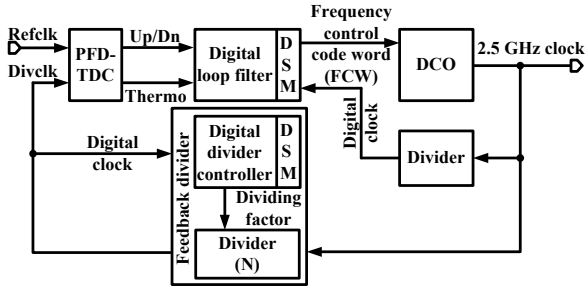 Refclk
Divclk
PFD-
TDC
Up/Dn
Thermo
Digital
loop filter
D
S
M
Frequency
control
code word
(FCW)
DCO
2.5 GHz clock
Digital
clock
Divider
Digital
clock
Feedback divider
Digital
divider
controller
D
S
M
Dividing
factor
Divider
(N)